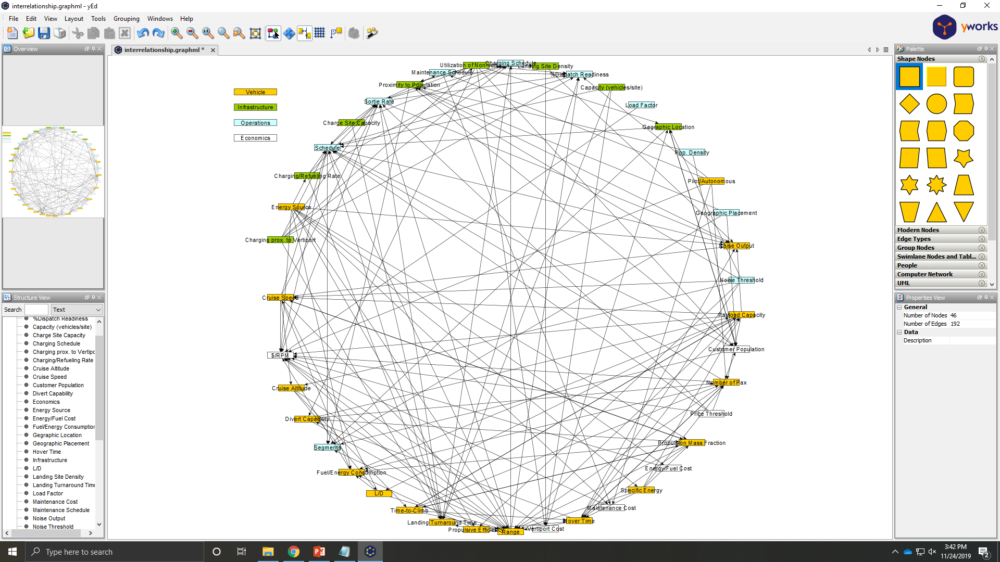 interrelationship.graphml - yEd
File Edit View Layout Tools Grouping Windows Help
yworks
Overview
interrelationship.graphml *
Palette
Shape Nodes
Modern Nodes
Edge Types
Group Nodes
Swimlane Nodes and Tabl...
People
Computer Network
UML
Structure View
Search Text
%Dispatch Readiness
Capacity (vehicles/site)
Charge Site Capacity
Charging Schedule
Charging prox. to Vertipo
Charging/Refueling Rate
Cruise Altitude
Cruise Speed
Customer Population
Divert Capability
Economics
Energy Source
Energy/Fuel Cost
Fuel/Energy Consumption
Gegraphic Location
Geographic Placement
Hover Time
Infrastructure
L/D
Landing Site Density
Landing Turnaround Time
Load Factor
Maintenance Cost
Maintenance Schedule
Noise Output
Noise Threshold
Properties View
General
Number of Nodes 46
Number of Edges 192
Data
Description
Vehicle
Infrastructure
Operations
Economics
Utilization of Non-
Charging Schedule
Landing Site Density
Maintenance Schedule
%Dispatch Readiness
Proximity to Population
Capacity (vehicles/site)
Sortie Rate
Load Factor
Charge Site Capacity
Gegraphic Location
Schedule
Pop. Density
Charging/Refueling Rate
Pilot/Autonomous
Energy Source
Geographic Placement
Charging prox. to Vertiport
Noise Output
Noise Threshold
Cruise Speed
Payload Capacity
$/RPM
Customer Population
Cruise Altitude
Number of Pax
Divert Capability
Price Threshold
Segments
Propulsion Mass Fraction
Fuel/Energy Consumption
Energy/Fuel Cost
L/D
Specific Energy
Time-to-Climb
Maintenance Cost
Landing Turnaround Time
Hover Time
Propulsive Efficiency
Range
Vertiport Cost
Type here to search
3:42 PM
11/24/2019
2